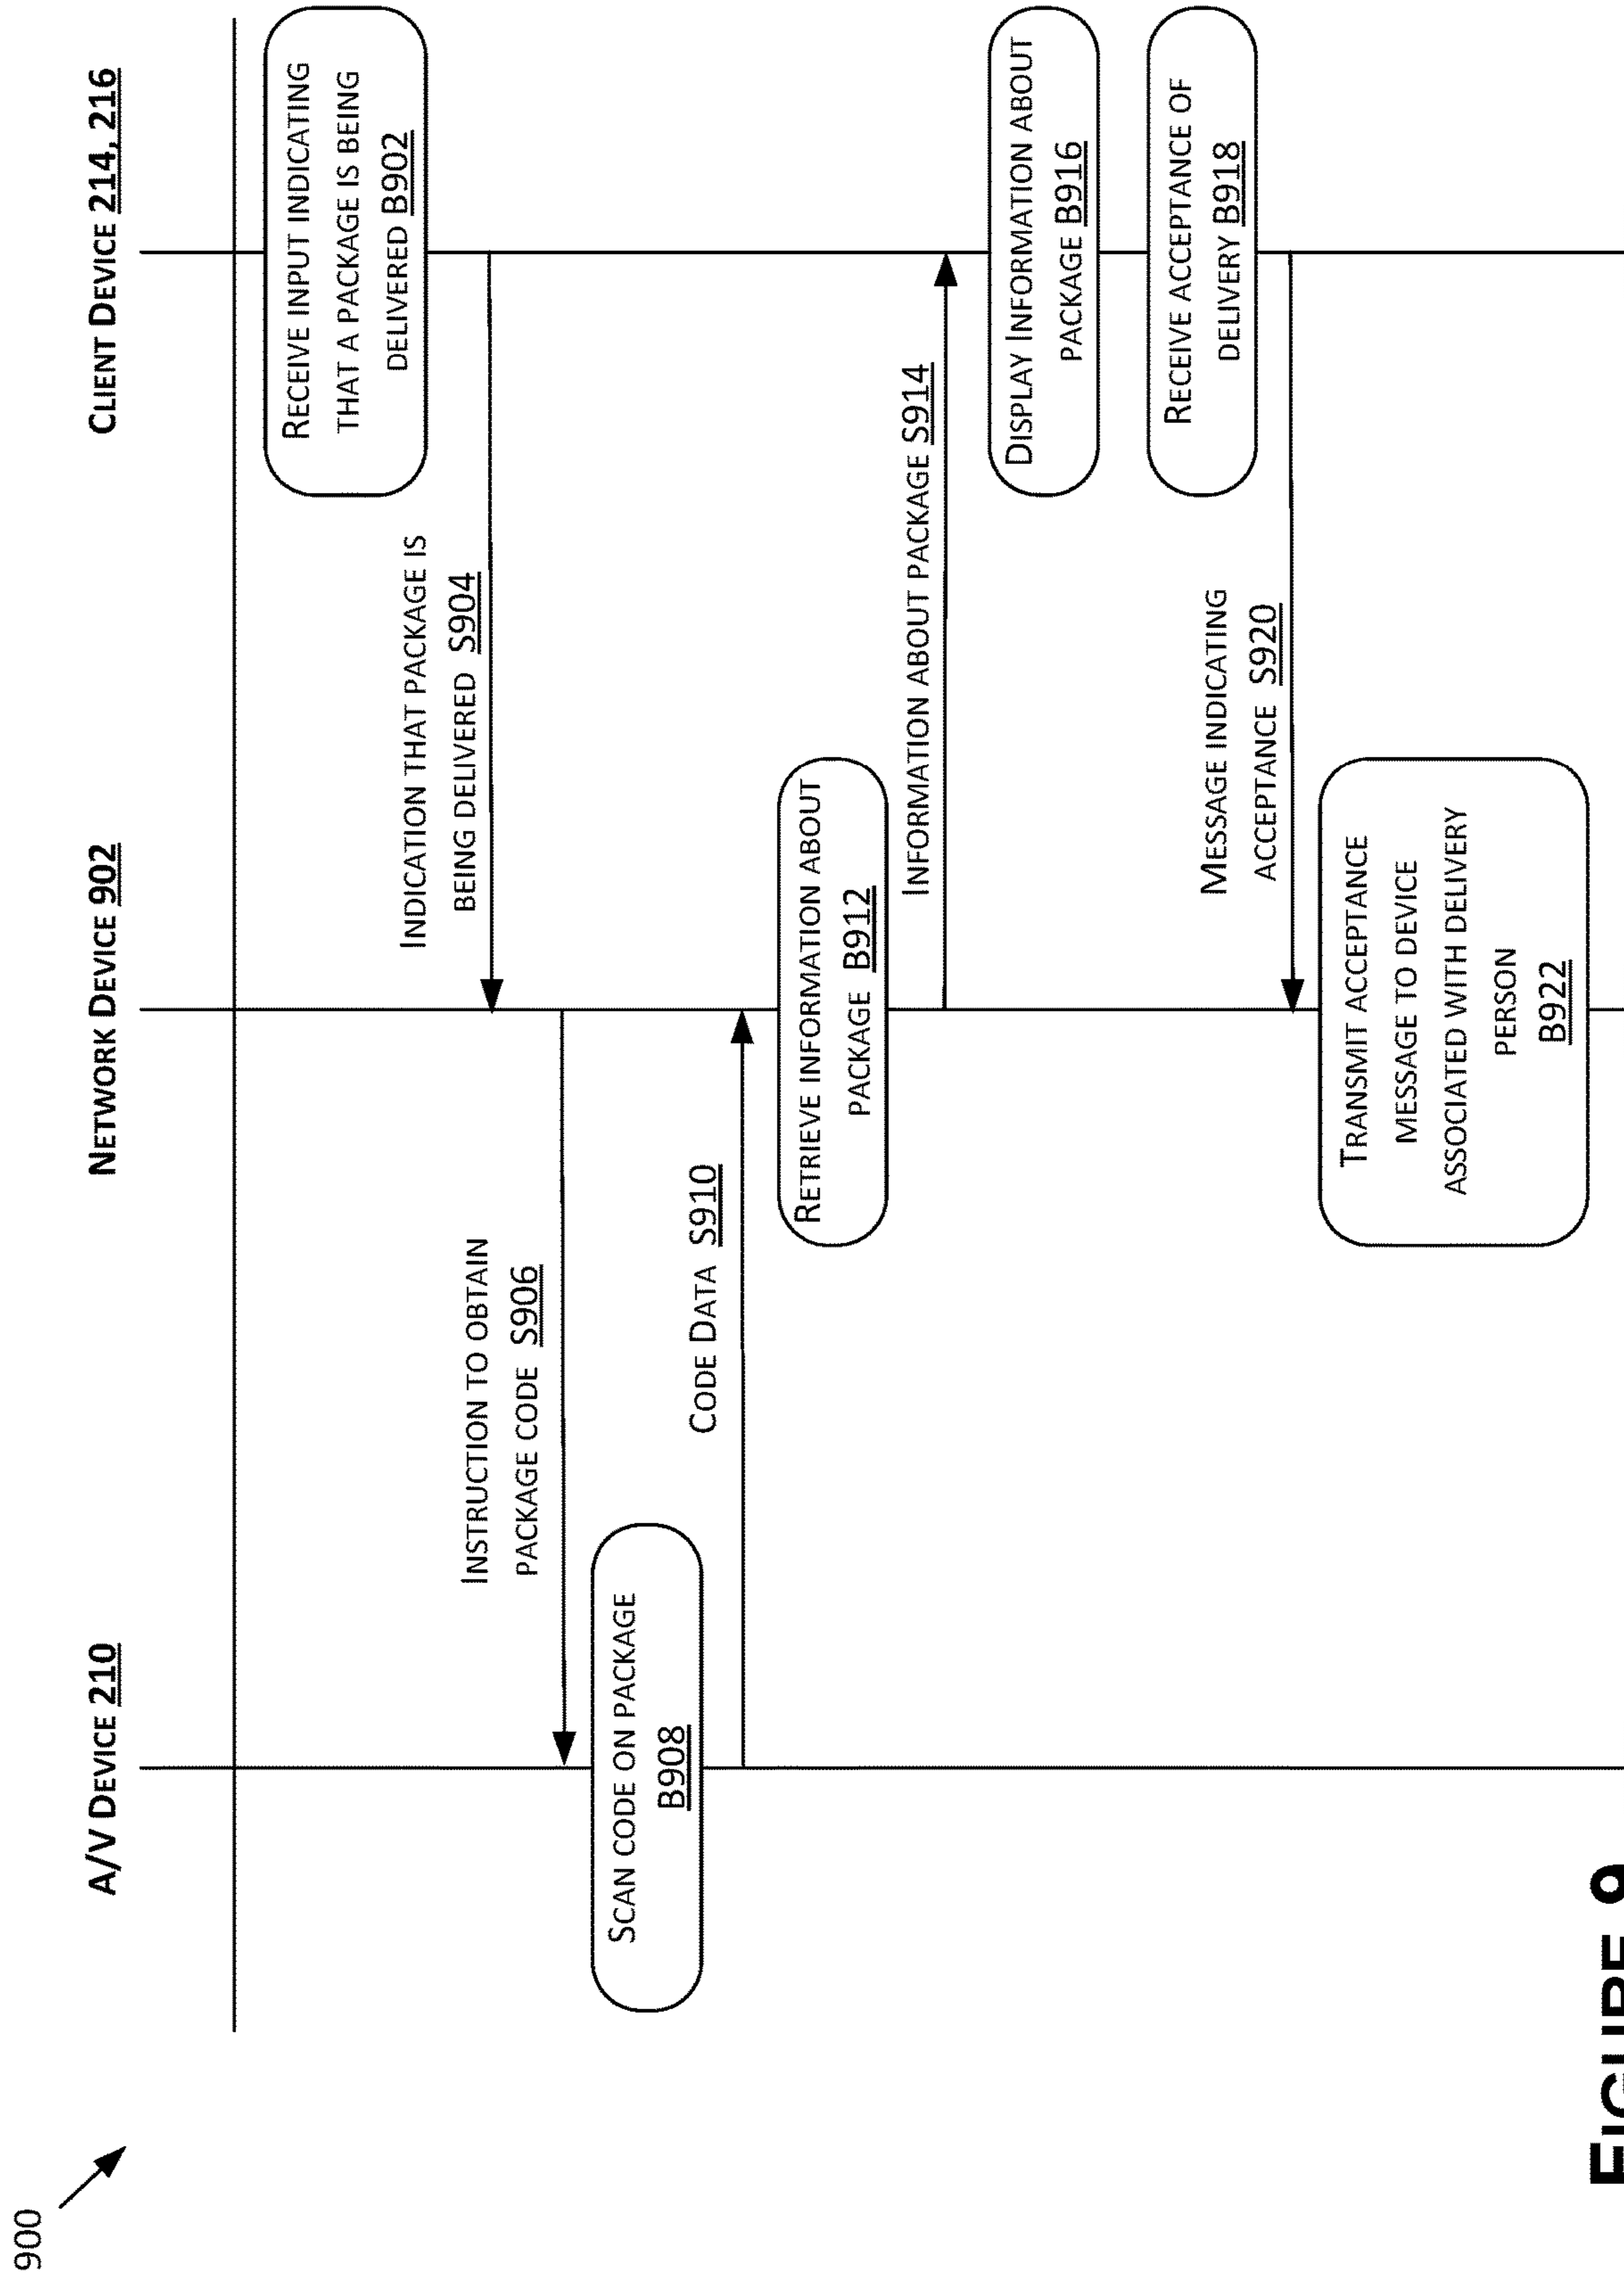 900
A/V DEVICE 210
NETWORK DEVICE 902
CLIENT DEVICE 214, 216
RECEIVE INPUT INDICATING
THAT A PACKAGE IS BEING
DELIVERED B902
INDICATION THAT PACKAGE IS
BEING DELIVERED S904
INSTRUCTION TO OBTAIN
PACKAGE CODE S906
SCAN CODE ON PACKAGE
B908
CODE DATA S910
RETRIEVE INFORMATION ABOUT
PACKAGE B912
INFORMATION ABOUT PACKAGE S914
DISPLAY INFORMATION ABOUT
PACKAGE B916
RECEIVE ACCEPTANCE OF
DELIVERY B918
MESSAGE INDICATING
ACCEPTANCE S920
TRANSMIT ACCEPTANCE
MESSAGE TO DEVICE
ASSOCIATED WITH DELIVERY
PERSON
B922
FIGURE 9